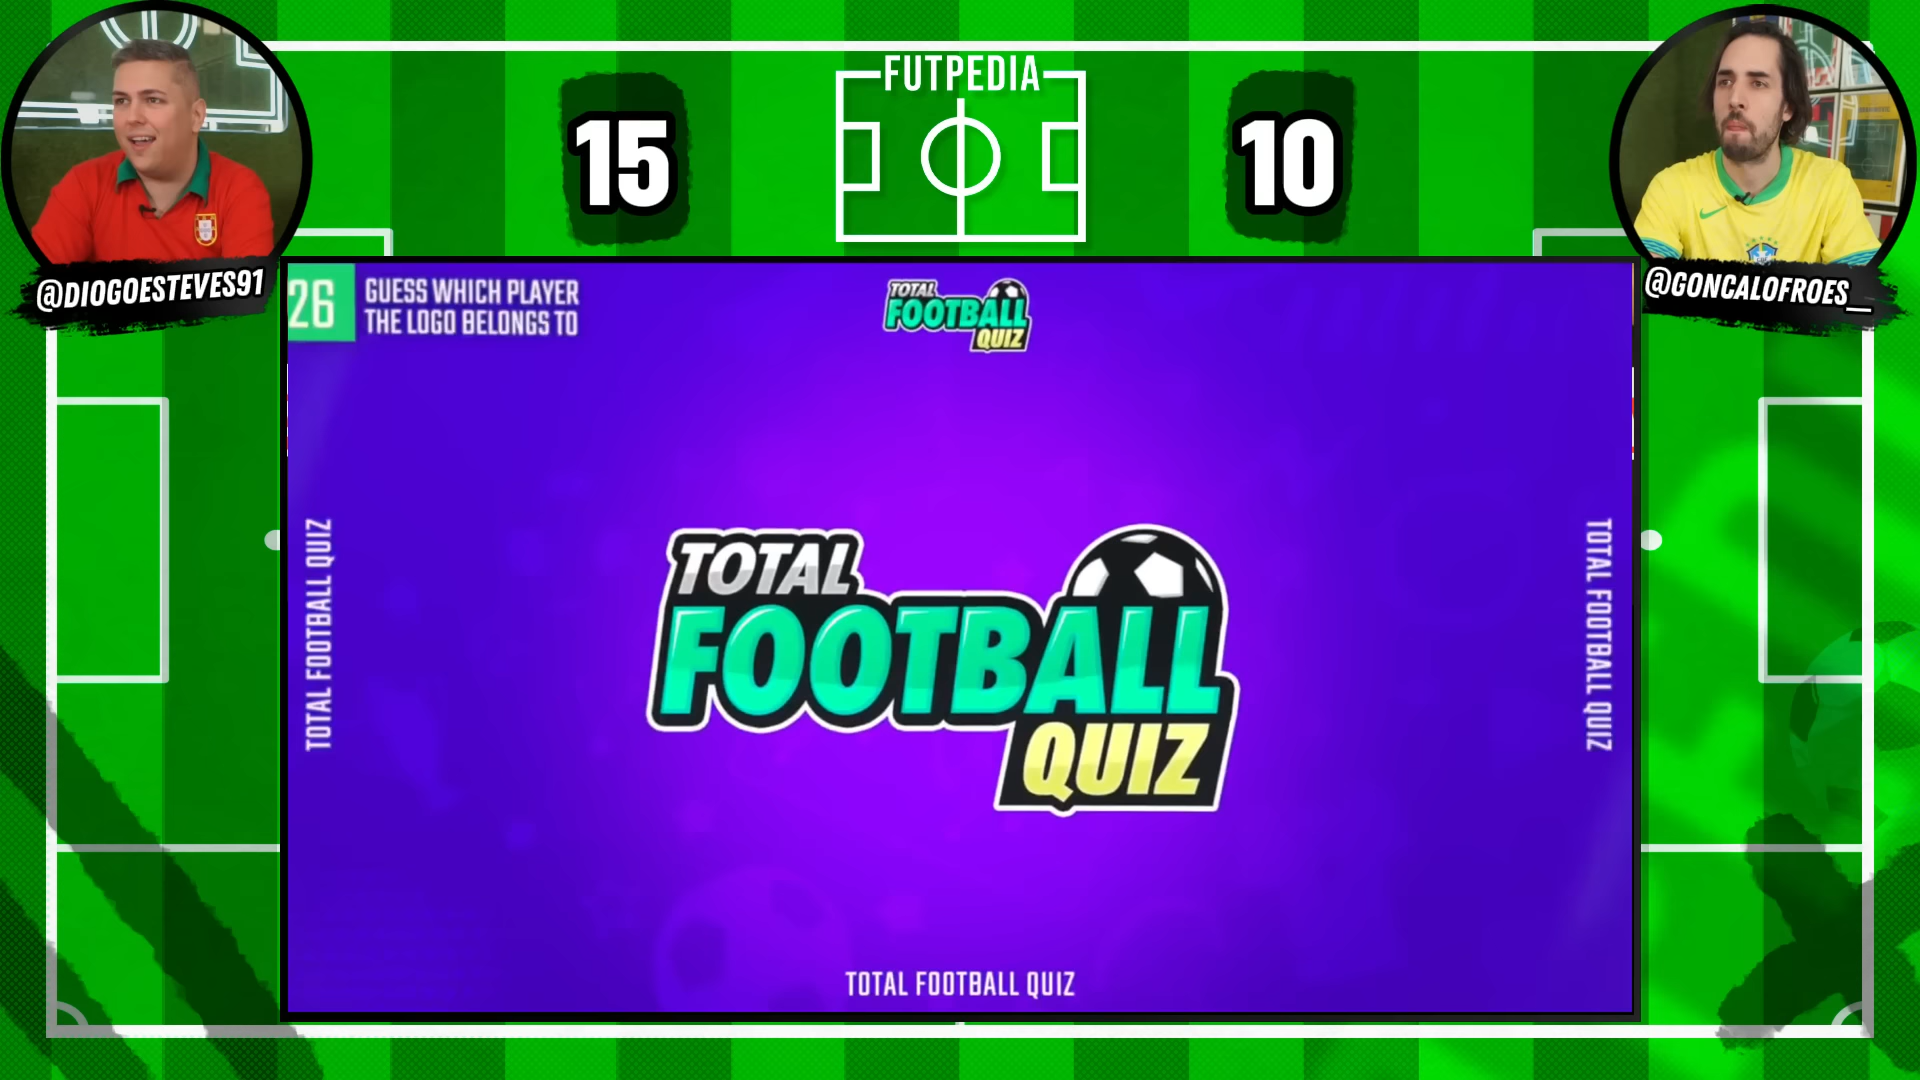 FUTPEDIA
15
10
@DIOGOESTEVES91
@GONCALOFROES_
26
GUESS WHICH PLAYER
THE LOGO BELONGS TO
TOTAL
FOOTBALL
QUIZ
TOTAL FOOTBALL QUIZ
TOTAL
FOOTBALL
QUIZ
TOTAL FOOTBALL QUIZ
TOTAL FOOTBALL QUIZ